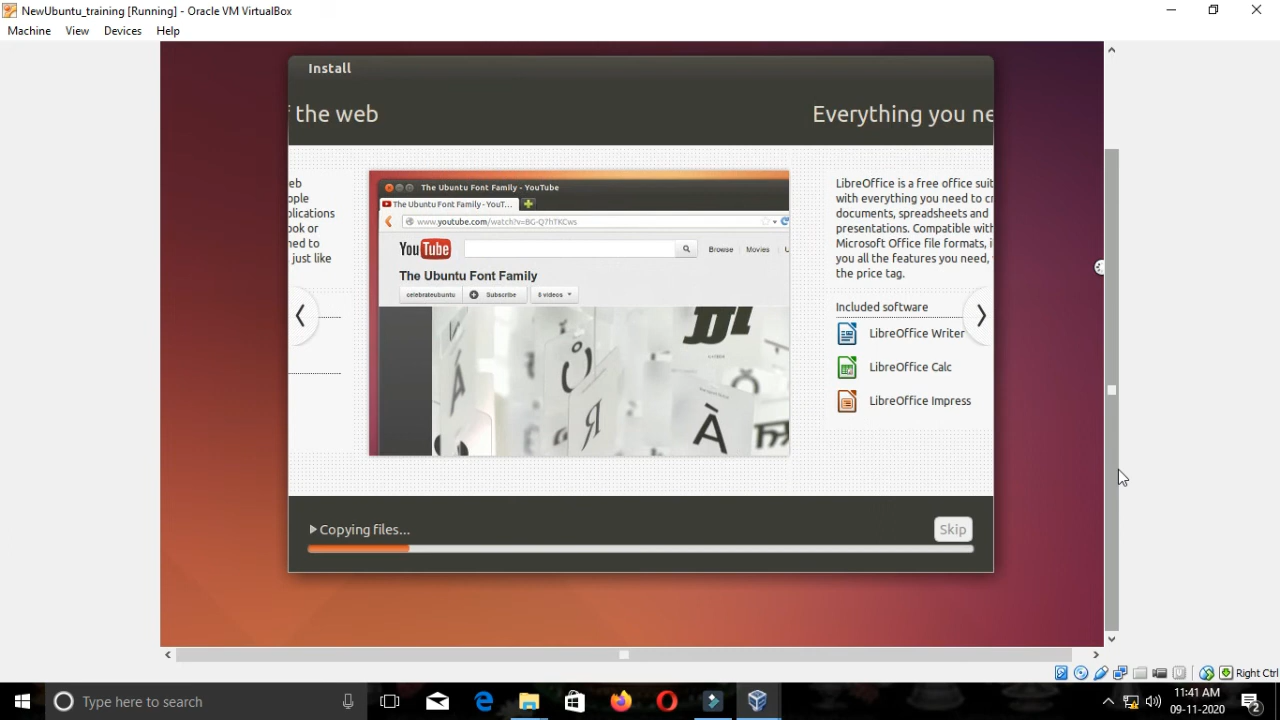 NewUbuntu_training [Running] - Oracle VM VirtualBox
Machine View Devices Help
Install
the web
Everything you ne
eb
ople
plications
ook or
ned to
just like
The Ubuntu Font Family - YouTube
The Ubuntu Font Family - YouT...
www.youtube.com/watch?v=BG-Q7hTKCws
YouTube
Browse Movies U
The Ubuntu Font Family
celebrateubuntu Subscribe 6 videos
Я
À
LibreOffice is a free office suit
with everything you need to cr
documents, spreadsheets and
presentations. Compatible with
Microsoft Office file formats, i
you all the features you need,
the price tag.
Included software
LibreOffice Writer
LibreOffice Calc
LibreOffice Impress
Copying files...
Skip
Right Ctrl
Type here to search
11:41 AM
09-11-2020
2